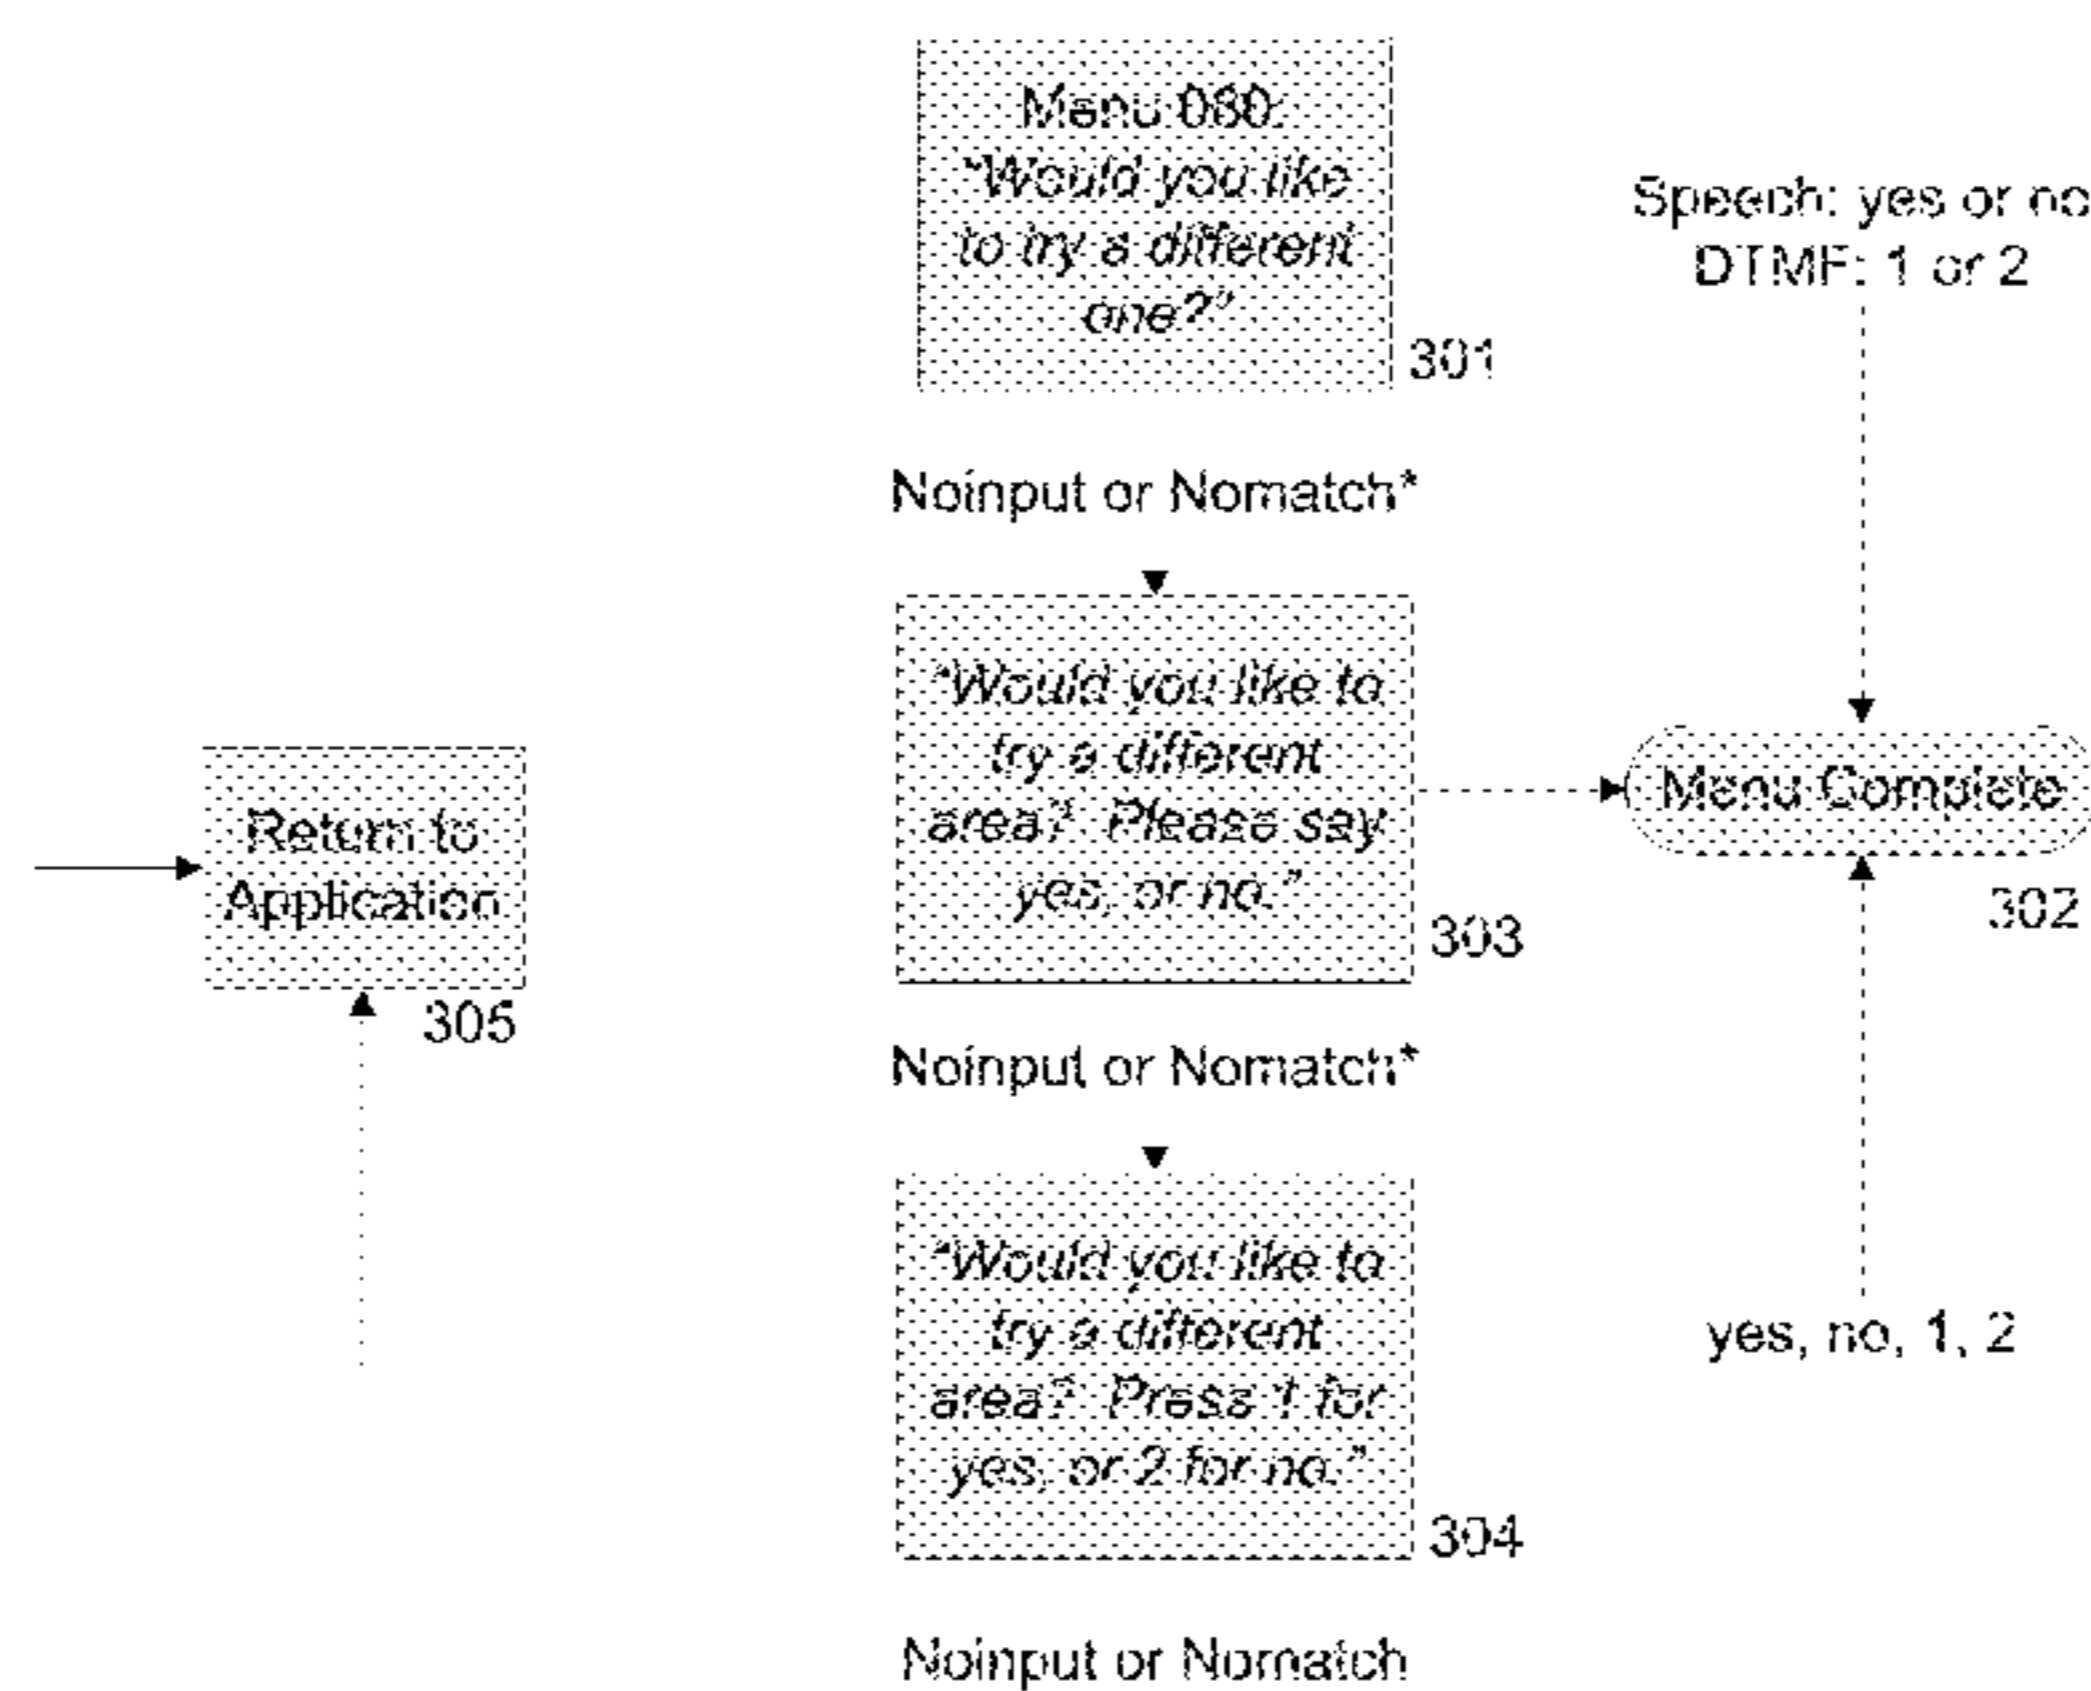 Menu 080:
"Would you like
to try a different
one?"
301
Speech: yes or no
DTMF: 1 or 2
Noinput or Nomatch*
"Would you like to
try a different
area? Please say
yes, or no."
303
Menu Complete
302
Return to
Application
305
Noinput or Nomatch*
"Would you like to
try a different
area? Press 1 for
yes, or 2 for no."
304
yes, no, 1, 2
Noinput or Nomatch